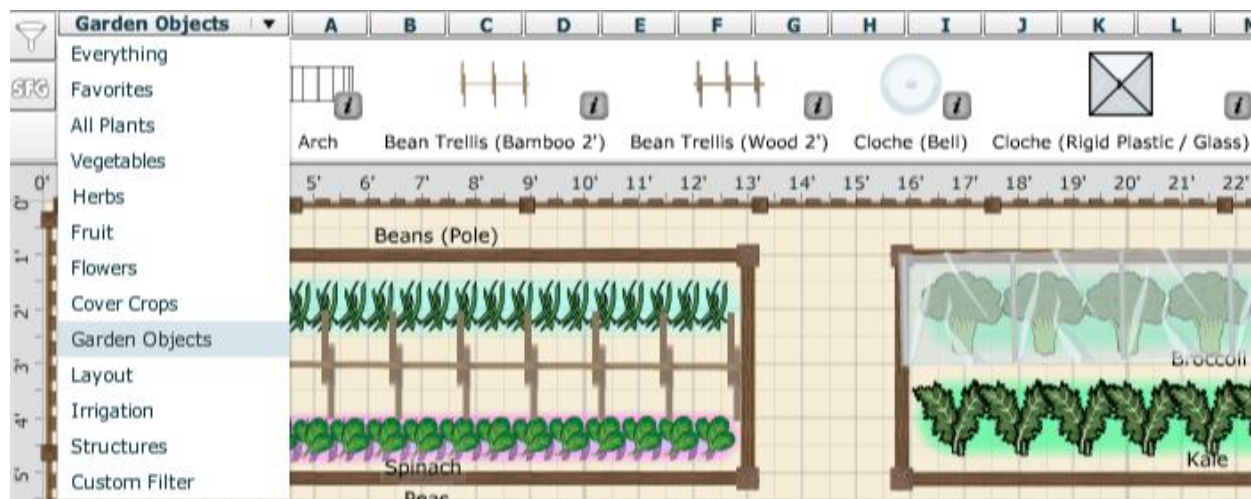 Garden Objects ▼ A B C D E F G H I J K L
Everything
SFG Favorites
All Plants
Vegetables
Herbs
Fruit
Flowers
Cover Crops
Garden Objects
Layout
Irrigation
Structures
Custom Filter
i i i i i
Arch Bean Trellis (Bamboo 2') Bean Trellis (Wood 2') Cloche (Bell) Cloche (Rigid Plastic / Glass)
0' 5' 6' 7' 8' 9' 10' 11' 12' 13' 14' 15' 16' 17' 18' 19' 20' 21' 22'
0'
1'
2'
3'
4'
5'
Beans (Pole)
Broccoli
Spinach
Kale
Peas